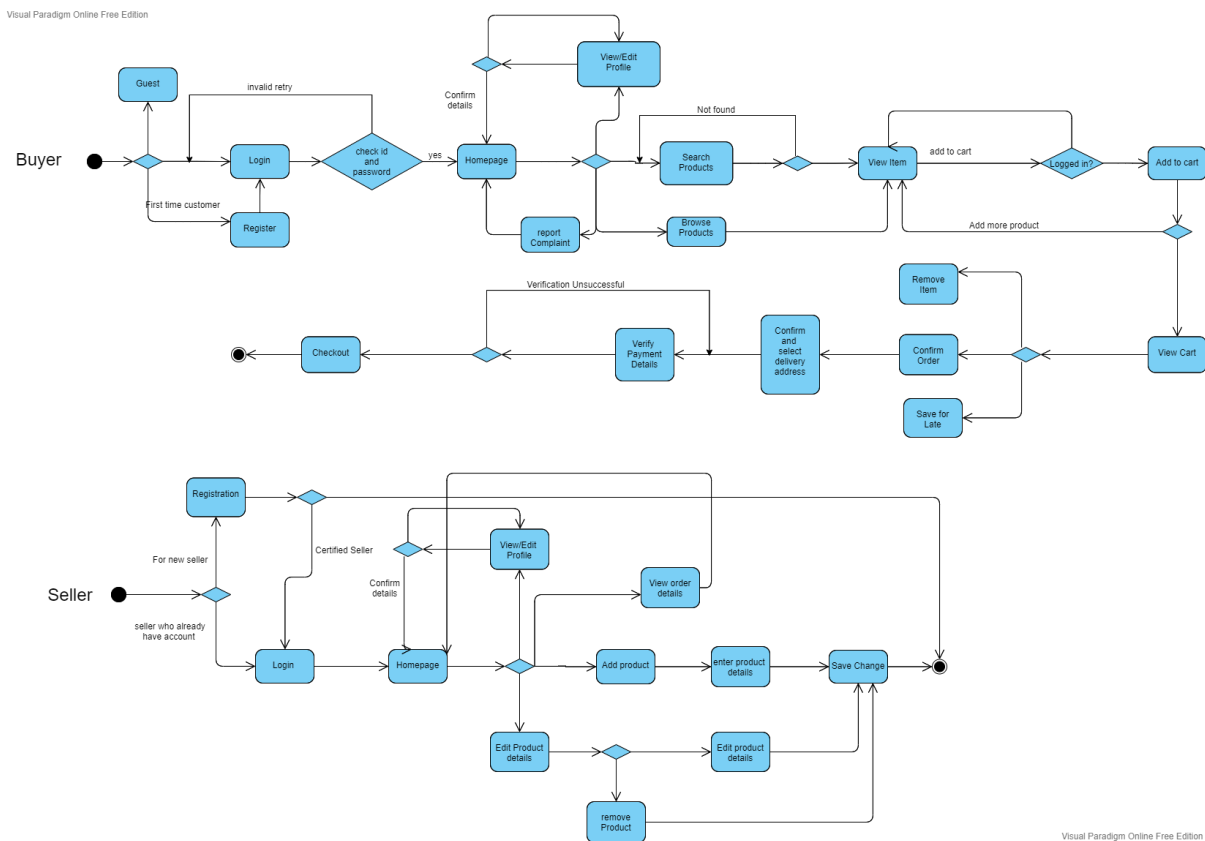 Visual Paradigm Online Free Edition
View/Edit
Profile
Guest
invalid retry
Confirm
details
Not found
Buyer
Login
check id
and
password
yes
Homepage
Search
Products
View Item
add to cart
Logged in?
Add to cart
First time customer
Register
report
Complaint
Browse
Products
Add more product
Remove
Item
Verification Unsuccessful
Checkout
Verify
Payment
Details
Confirm
and
select
delivery
address
Confirm
Order
View Cart
Save for
Late
Registration
Certified Seller
View/Edit
Profile
For new seller
Confirm
details
View order
details
Seller
seller who already
have account
Login
Homepage
Add product
enter product
details
Save Change
Edit Product
details
Edit product
details
remove
Product
Visual Paradigm Online Free Edition